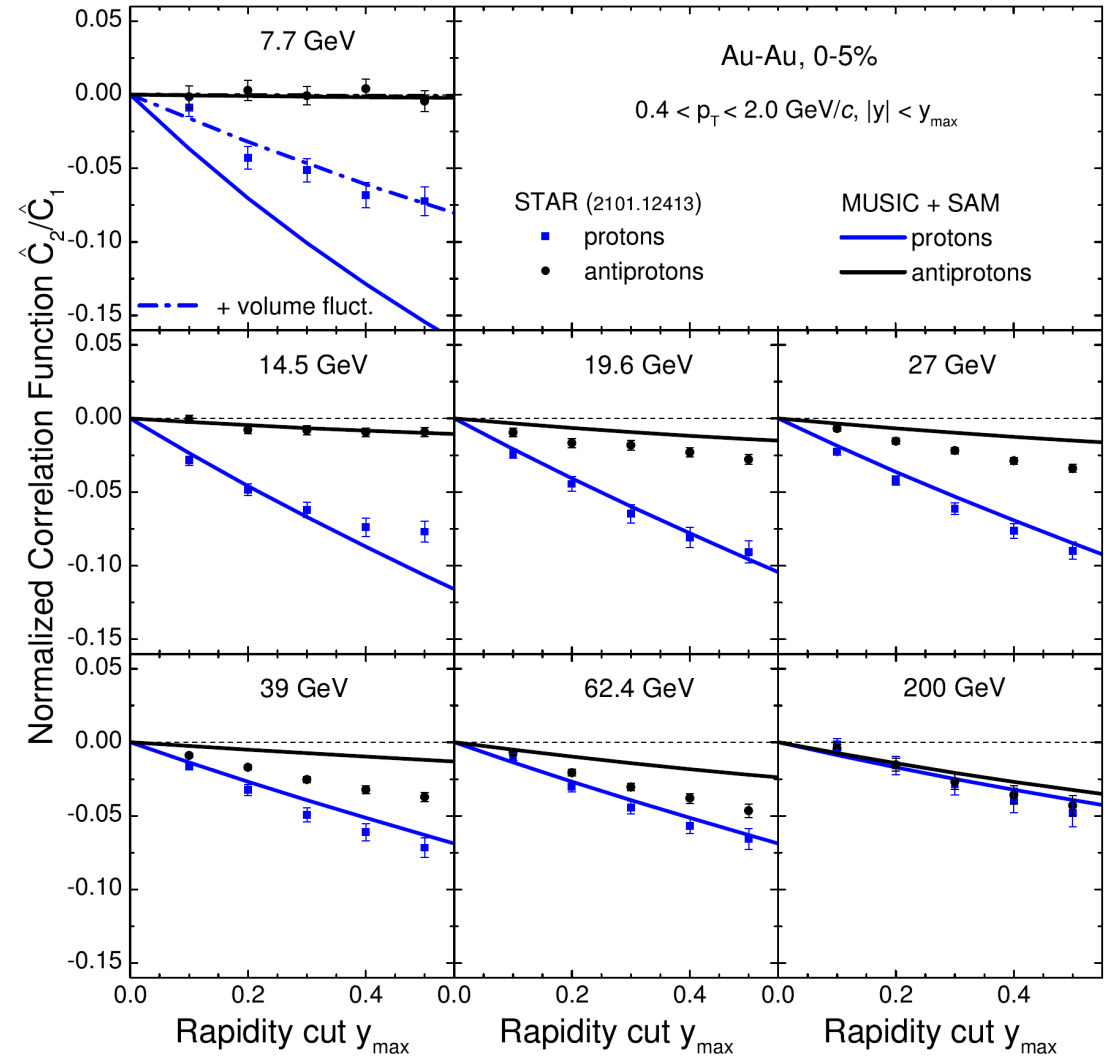 Normalized Correlation Function Ĉ₂/Ĉ₁
0.05
0.00
-0.05
-0.10
-0.15
7.7 GeV
+ volume fluct.
Au-Au, 0-5%
0.4 < p_T < 2.0 GeV/c, |y| < y_max
STAR (2101.12413)
protons
antiprotons
MUSIC + SAM
protons
antiprotons
0.05
0.00
-0.05
-0.10
-0.15
14.5 GeV
19.6 GeV
27 GeV
0.05
0.00
-0.05
-0.10
-0.15
39 GeV
62.4 GeV
200 GeV
0.0 0.2 0.4 0.0 0.2 0.4 0.0 0.2 0.4
Rapidity cut y_max
Rapidity cut y_max
Rapidity cut y_max